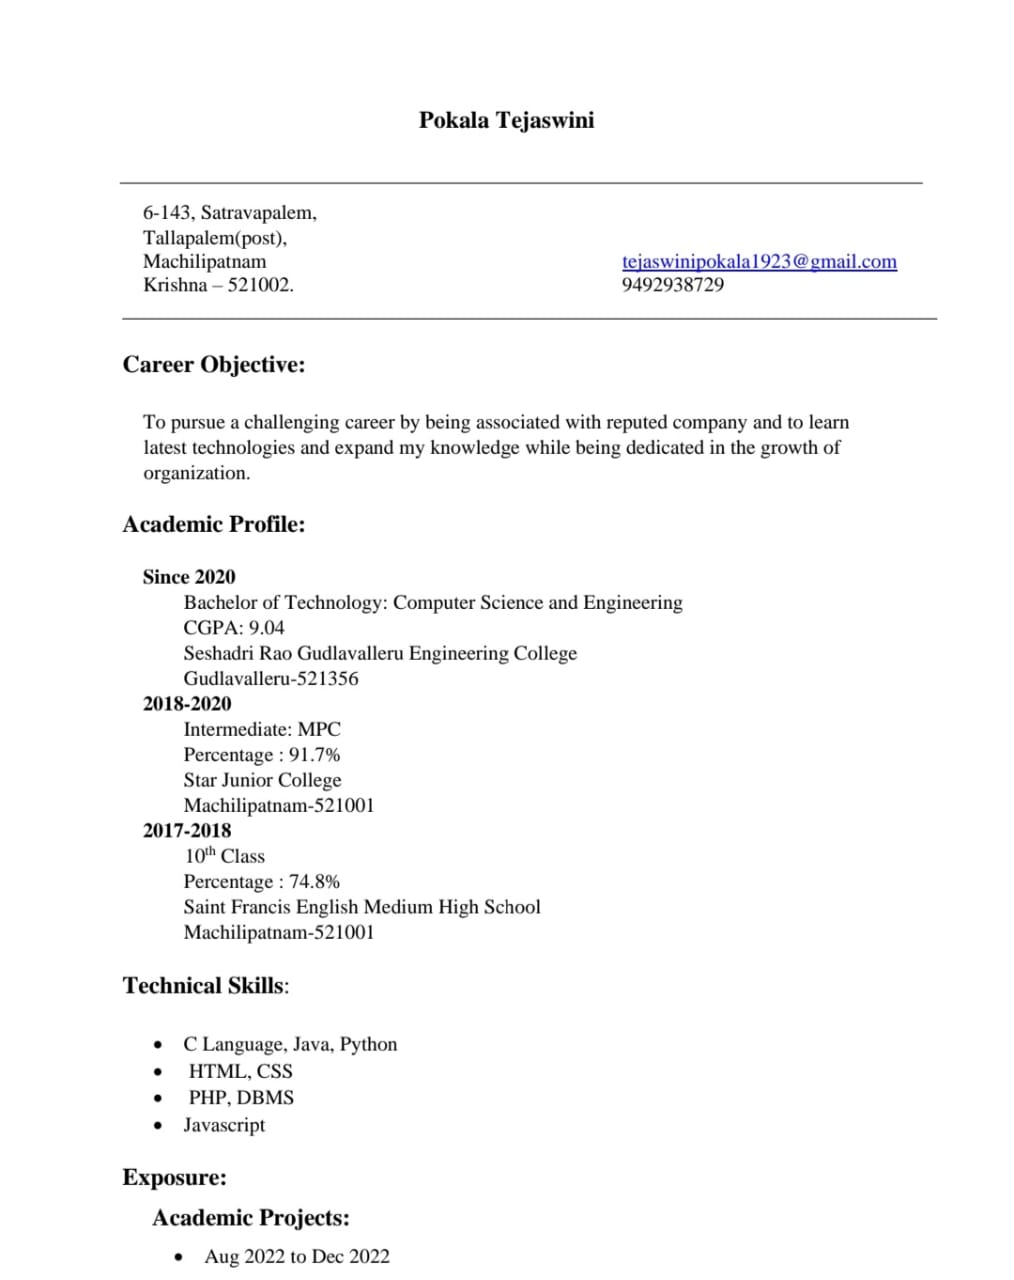 Pokala Tejaswini
6-143, Satravapalem,
Tallapalem(post),
Machilipatnam
Krishna – 521002.
tejaswinipokala1923@gmail.com
9492938729
Career Objective:
To pursue a challenging career by being associated with reputed company and to learn
latest technologies and expand my knowledge while being dedicated in the growth of
organization.
Academic Profile:
Since 2020
Bachelor of Technology: Computer Science and Engineering
CGPA: 9.04
Seshadri Rao Gudlavalleru Engineering College
Gudlavalleru-521356
2018-2020
Intermediate: MPC
Percentage : 91.7%
Star Junior College
Machilipatnam-521001
2017-2018
10th Class
Percentage : 74.8%
Saint Francis English Medium High School
Machilipatnam-521001
Technical Skills:
• C Language, Java, Python
• HTML, CSS
• PHP, DBMS
• Javascript
Exposure:
Academic Projects:
• Aug 2022 to Dec 2022